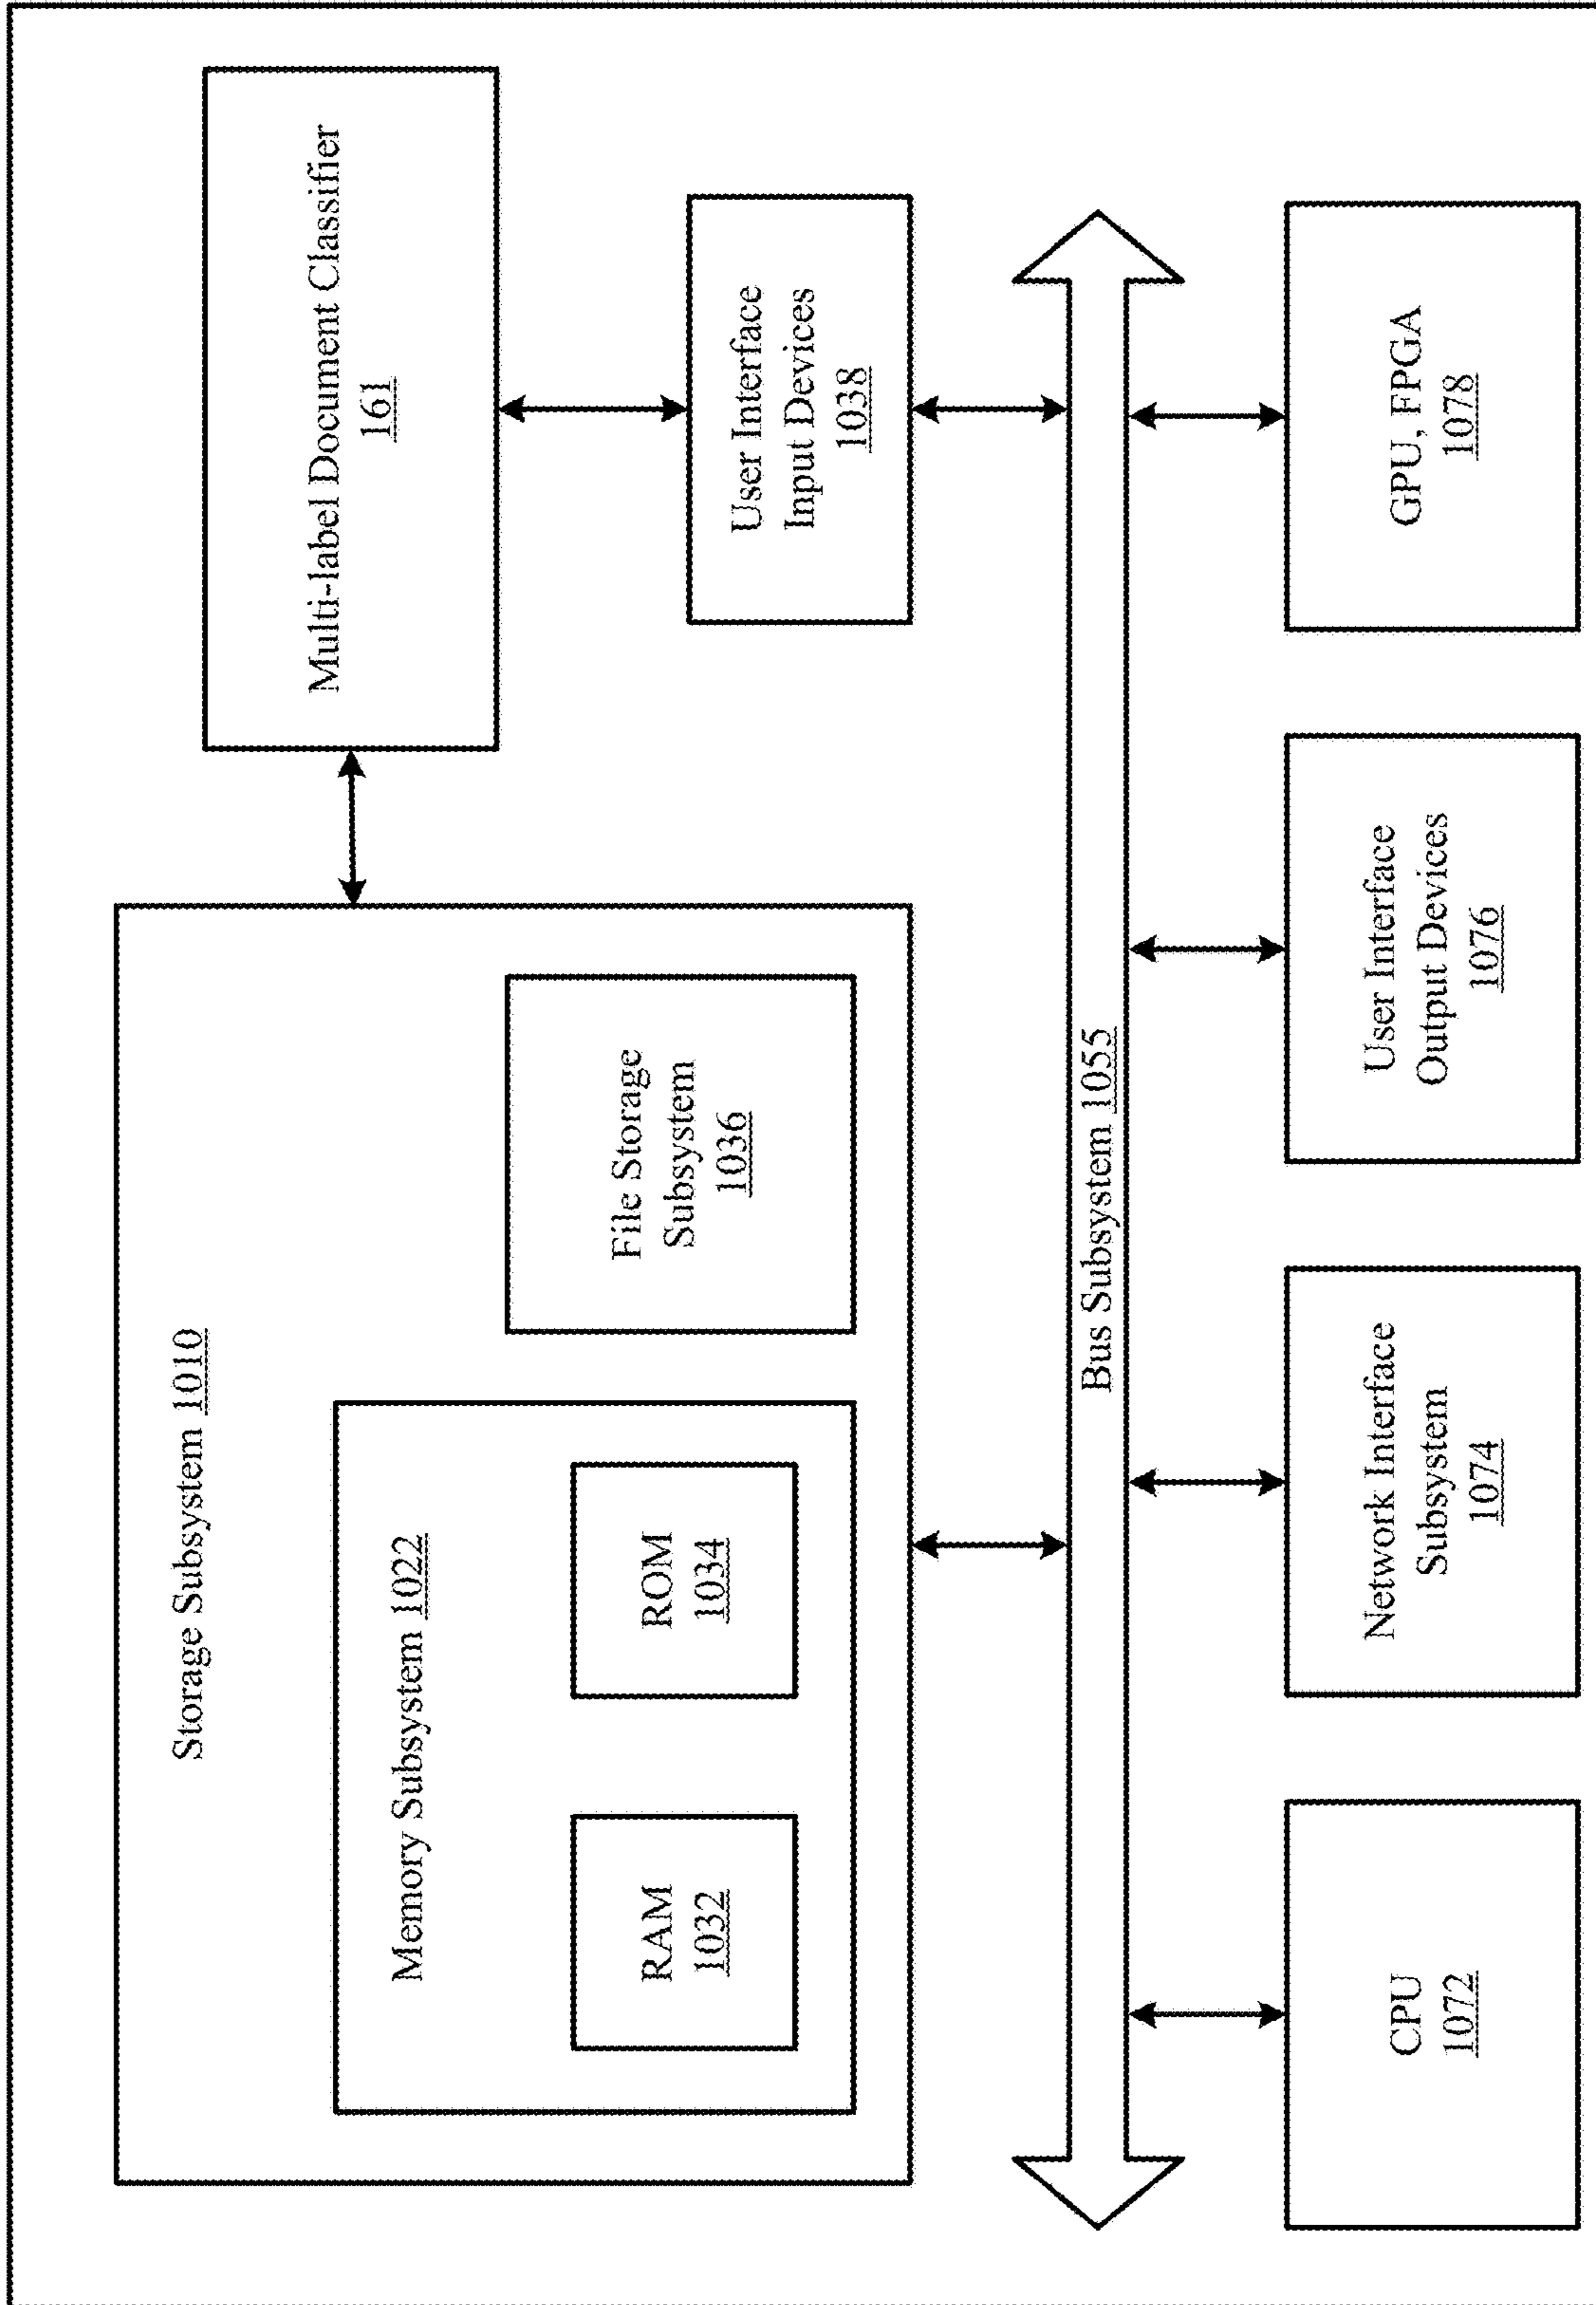 Storage Subsystem 1010
Memory Subsystem 1022
RAM
1032
ROM
1034
File Storage
Subsystem
1036
Multi-label Document Classifier
161
User Interface
Input Devices
1038
Bus Subsystem 1055
CPU
1072
Network Interface
Subsystem
1074
User Interface
Output Devices
1076
GPU, FPGA
1078